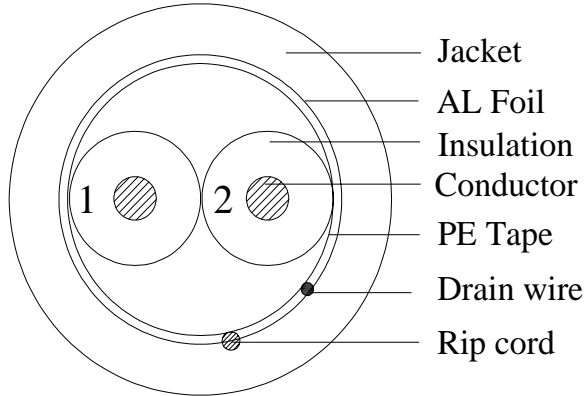 Jacket
AL Foil
Insulation
1 2 Conductor
PE Tape
Drain wire
Rip cord